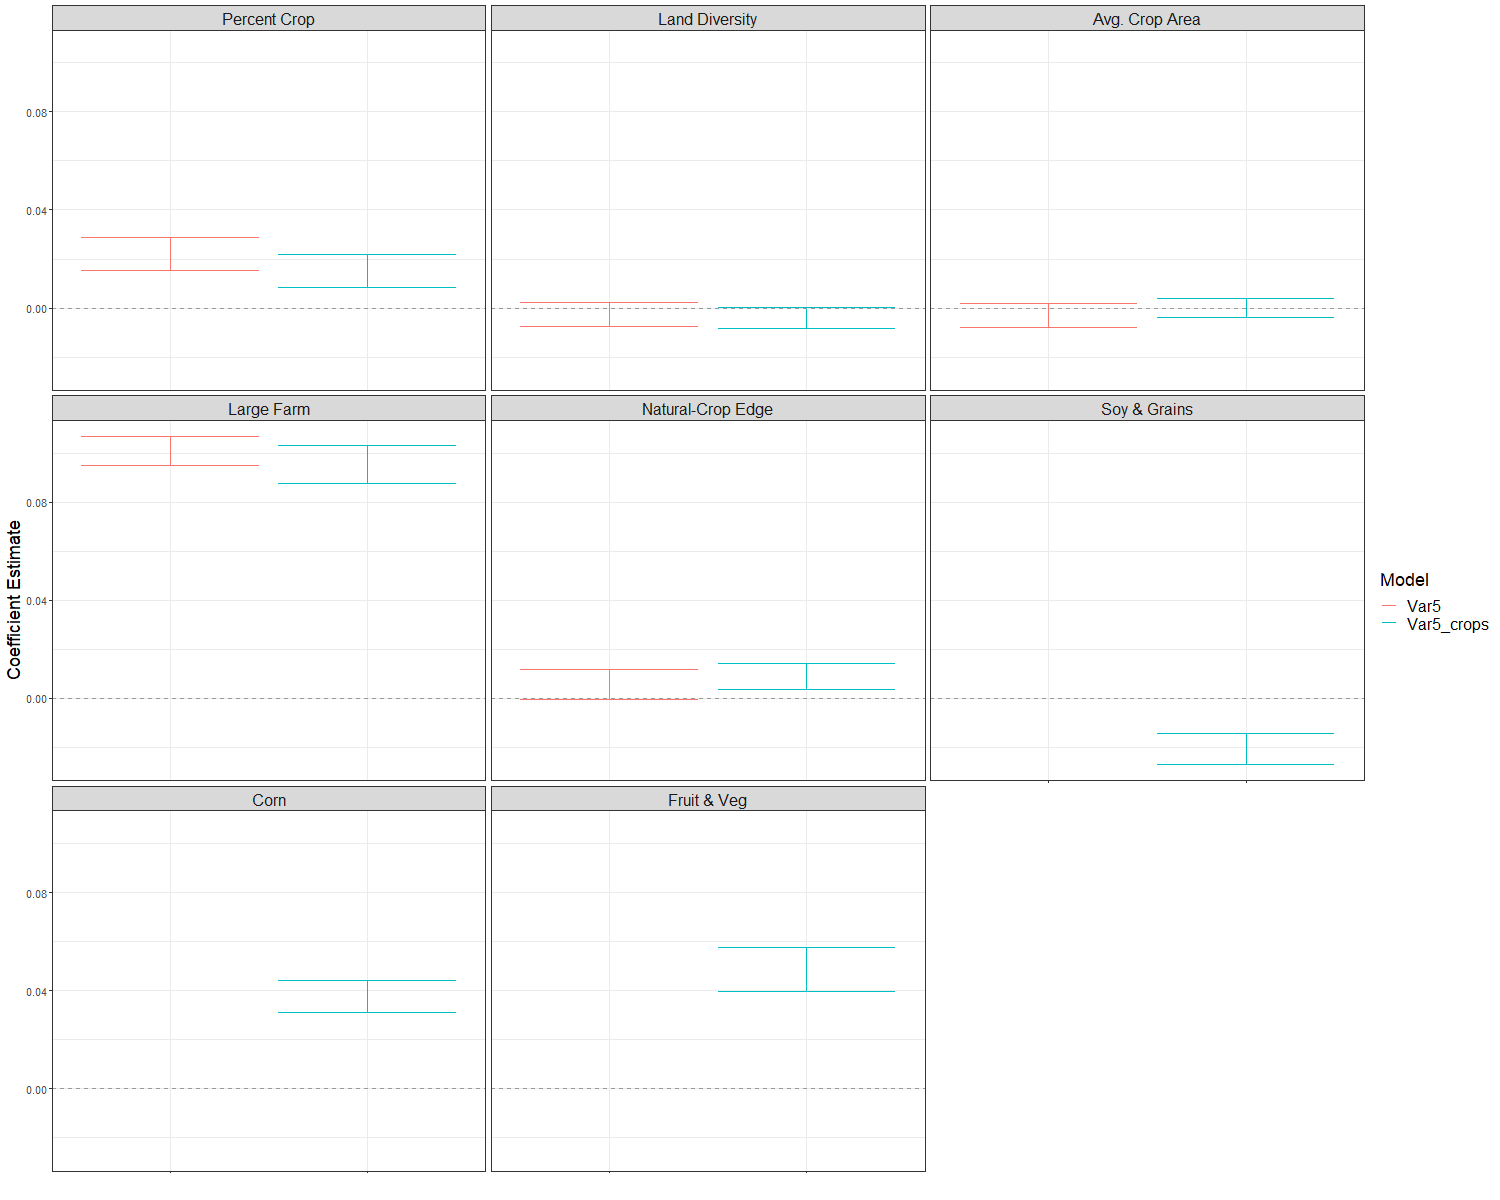 Percent Crop
Land Diversity
Avg. Crop Area
0.08
0.04
0.00
Large Farm
Natural-Crop Edge
Soy & Grains
0.08
0.04
0.00
Coefficient Estimate
Model
Var5
Var5_crops
Corn
Fruit & Veg
0.08
0.04
0.00